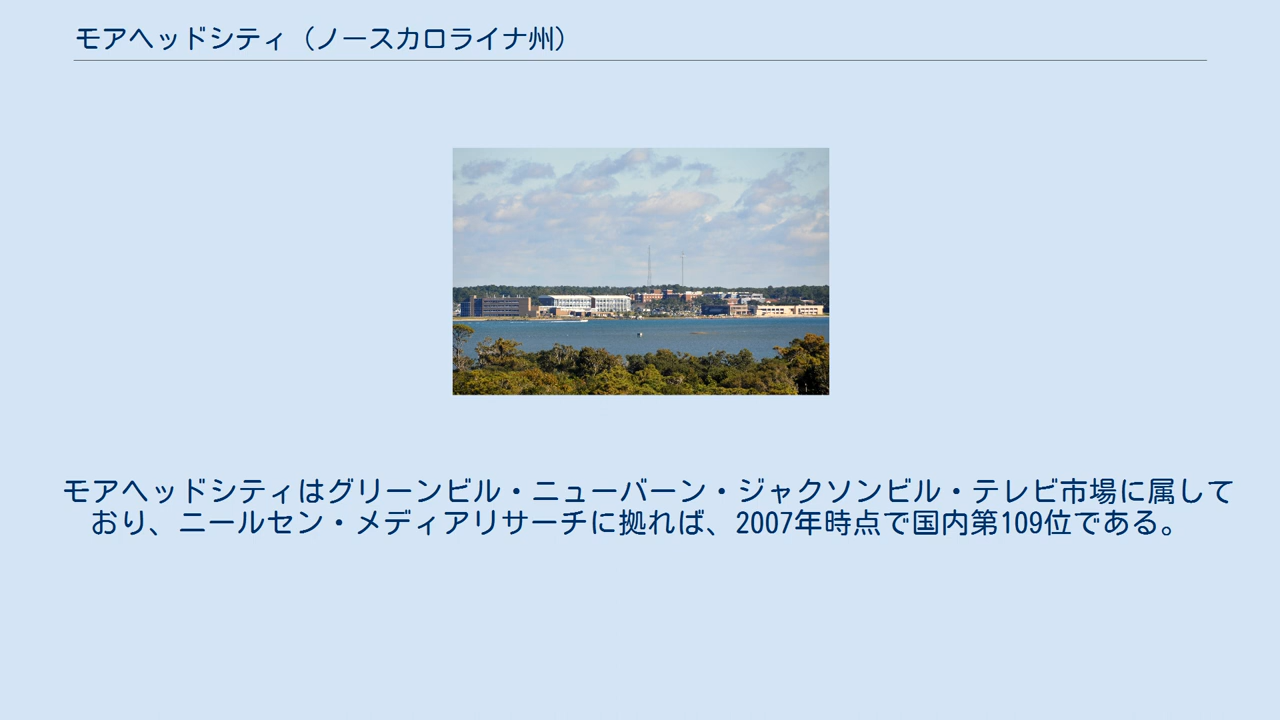 モアヘッドシティ（ノースカロライナ州）
モアヘッドシティはグリーンビル・ニューバーン・ジャクソンビル・テレビ市場に属して
おり、ニールセン・メディアリサーチに拠れば、2007年時点で国内第109位である。